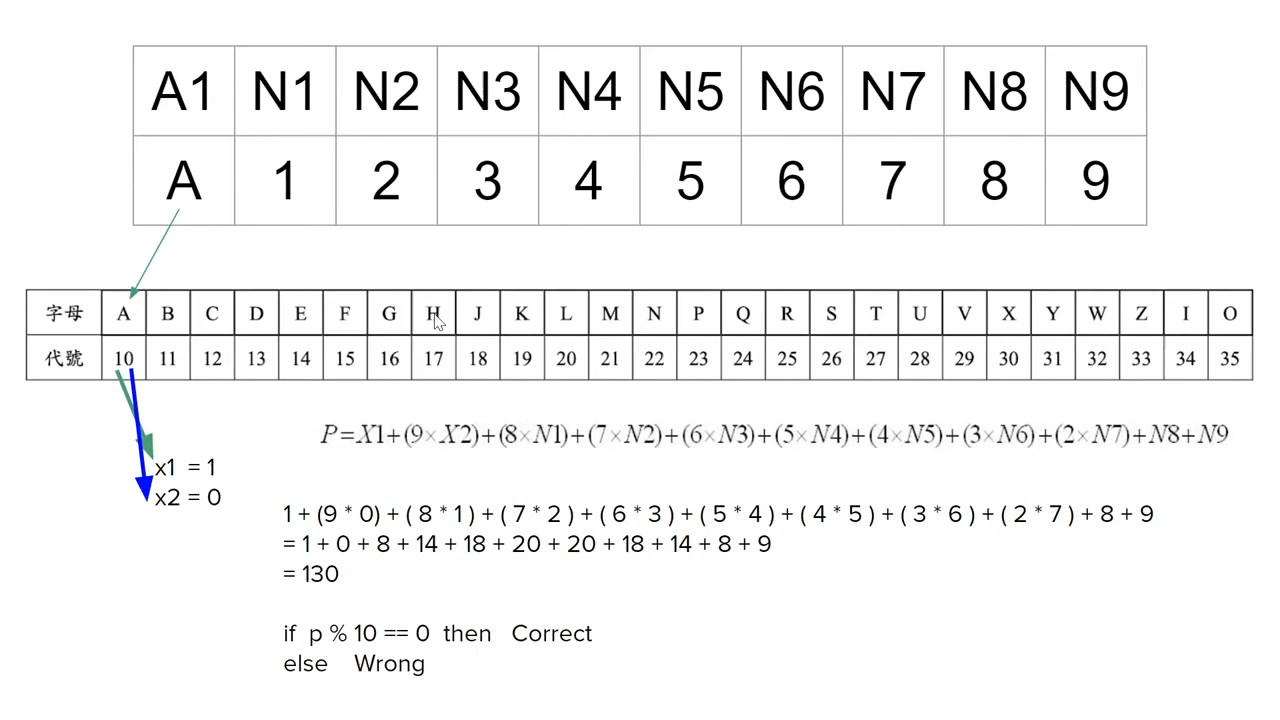 A1 N1 N2 N3 N4 N5 N6 N7 N8 N9
A 1 2 3 4 5 6 7 8 9
字母 A B C D E F G H J K L M N P Q R S T U V X Y W Z I O
代號 10 11 12 13 14 15 16 17 18 19 20 21 22 23 24 25 26 27 28 29 30 31 32 33 34 35
P=X1+(9×X2)+(8×N1)+(7×N2)+(6×N3)+(5×N4)+(4×N5)+(3×N6)+(2×N7)+N8+N9
x1 = 1
x2 = 0
1 + (9 * 0) + ( 8 * 1 ) + ( 7 * 2 ) + ( 6 * 3 ) + ( 5 * 4 ) + ( 4 * 5 ) + ( 3 * 6 ) + ( 2 * 7 ) + 8 + 9
= 1 + 0 + 8 + 14 + 18 + 20 + 20 + 18 + 14 + 8 + 9
= 130
if p % 10 == 0 then Correct
else Wrong